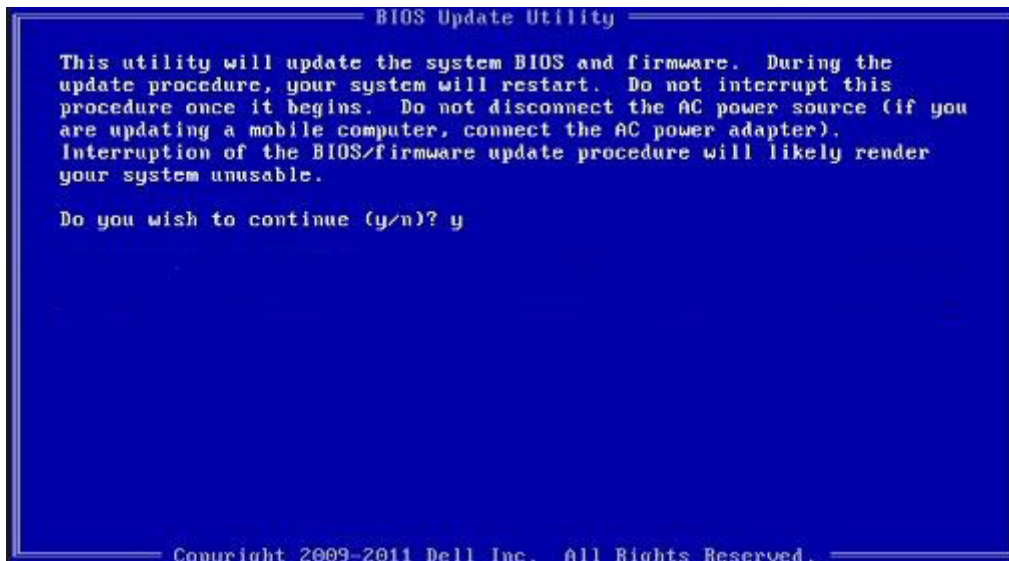 BIOS Update Utility
This utility will update the system BIOS and firmware. During the
update procedure, your system will restart. Do not interrupt this
procedure once it begins. Do not disconnect the AC power source (if you
are updating a mobile computer, connect the AC power adapter).
Interruption of the BIOS/firmware update procedure will likely render
your system unusable.
Do you wish to continue (y/n)? y
Copyright 2009-2011 Dell Inc. All Rights Reserved.